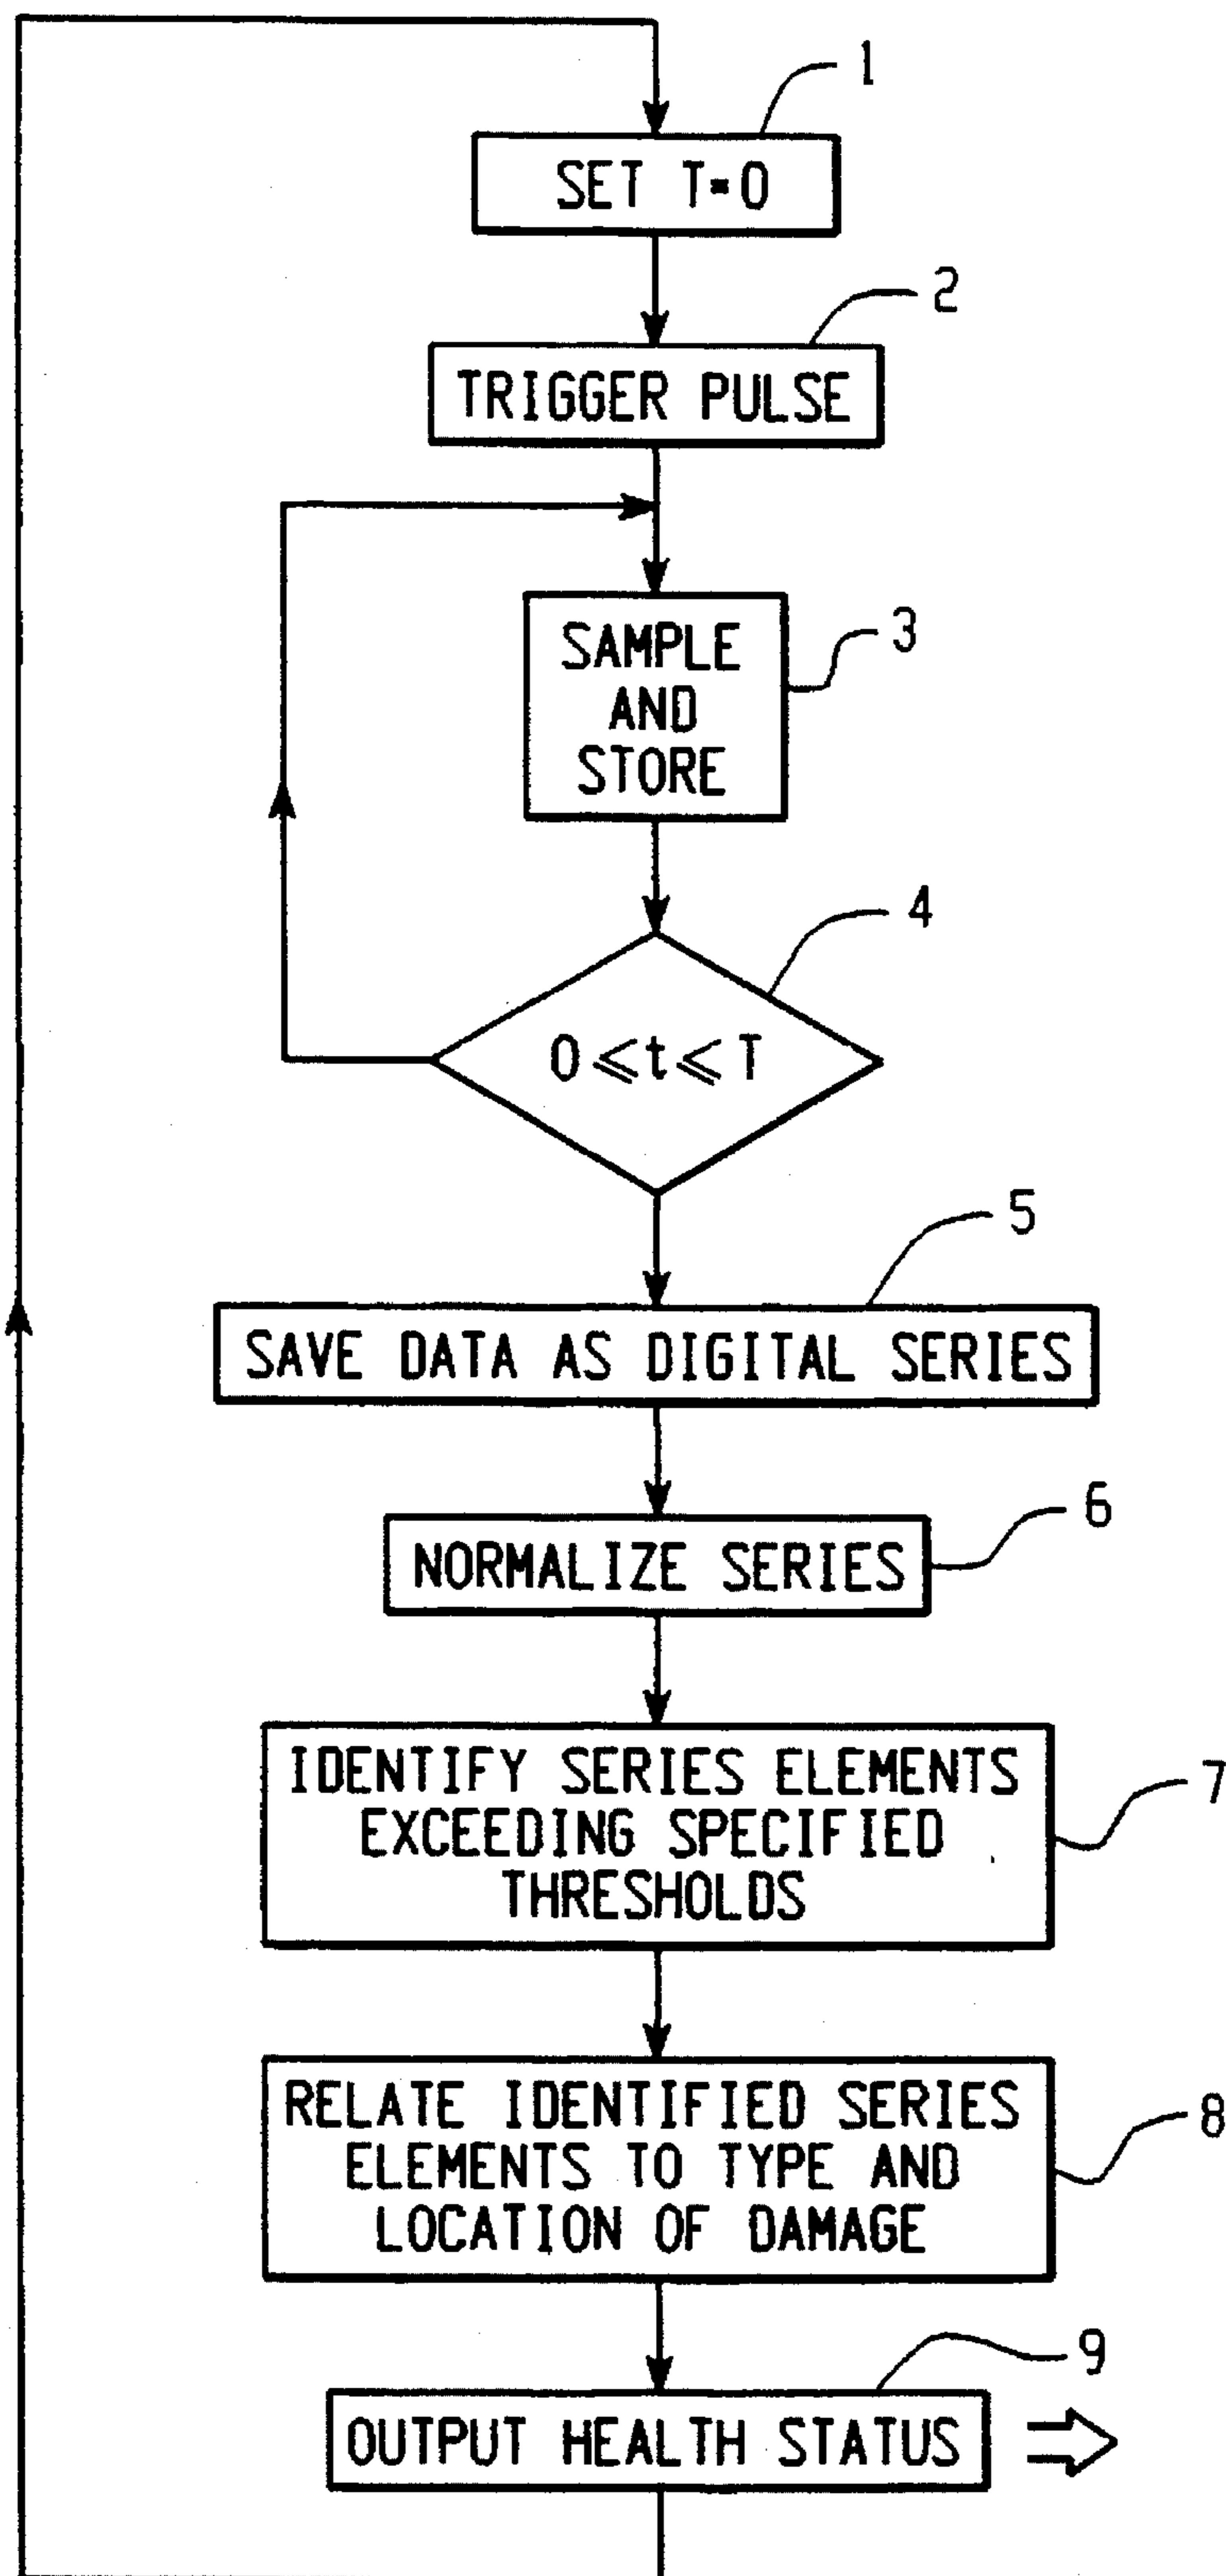 1
SET T=0
2
TRIGGER PULSE
3
SAMPLE
AND
STORE
4
0 ⩽ t ⩽ T
5
SAVE DATA AS DIGITAL SERIES
6
NORMALIZE SERIES
7
IDENTIFY SERIES ELEMENTS
EXCEEDING SPECIFIED
THRESHOLDS
8
RELATE IDENTIFIED SERIES
ELEMENTS TO TYPE AND
LOCATION OF DAMAGE
9
OUTPUT HEALTH STATUS